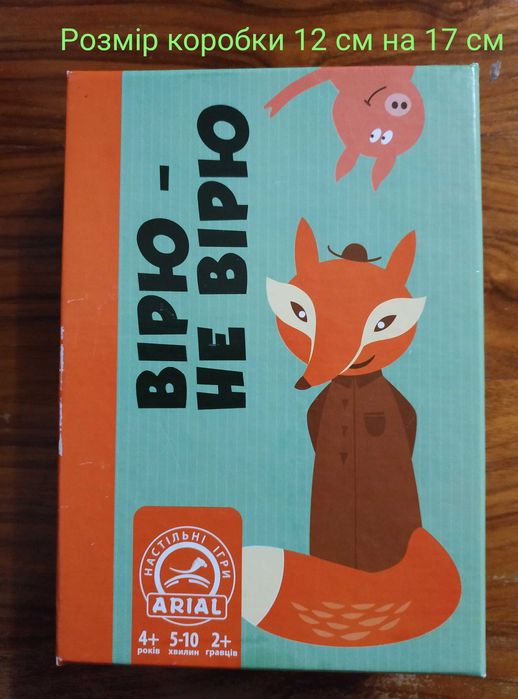 Розмір коробки 12 см на 17 см
ВІРЮ –
НЕ ВІРЮ
НАСТІЛЬНІ ІГРИ
ARIAL
4+ 5-10 2+
років хвилин гравців